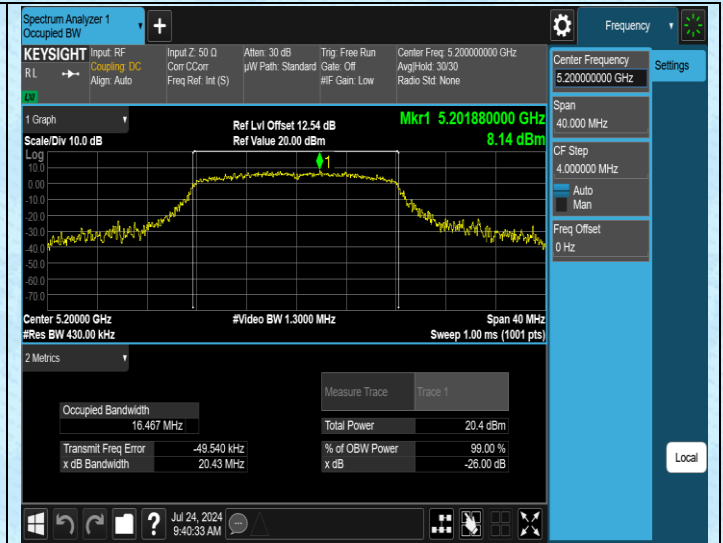 Spectrum Analyzer 1
Occupied BW
+
Frequency
KEYSIGHT
RL
LXI
Input: RF
Coupling: DC
Align: Auto
Input Z: 50 Ω
Corr CCorr
Freq Ref: Int (S)
Atten: 30 dB
µW Path: Standard
Trig: Free Run
Gate: Off
#IF Gain: Low
Center Freq: 5.200000000 GHz
Avg|Hold: 30/30
Radio Std: None
Center Frequency
5.200000000 GHz
Settings
Span
40.000 MHz
CF Step
4.000000 MHz
Auto
Man
Freq Offset
0 Hz
Local
1 Graph
Scale/Div 10.0 dB
Ref Lvl Offset 12.54 dB
Ref Value 20.00 dBm
Mkr1 5.201880000 GHz
8.14 dBm
Log
10.0
0.00
-10.0
-20.0
-30.0
-40.0
-50.0
-60.0
-70.0
1
Center 5.20000 GHz
#Res BW 430.00 kHz
#Video BW 1.3000 MHz
Span 40 MHz
Sweep 1.00 ms (1001 pts)
2 Metrics
Measure Trace Trace 1
Occupied Bandwidth
16.467 MHz
Total Power 20.4 dBm
Transmit Freq Error -49.540 kHz
% of OBW Power 99.00 %
x dB Bandwidth 20.43 MHz
x dB -26.00 dB
?
Jul 24, 2024
9:40:33 AM